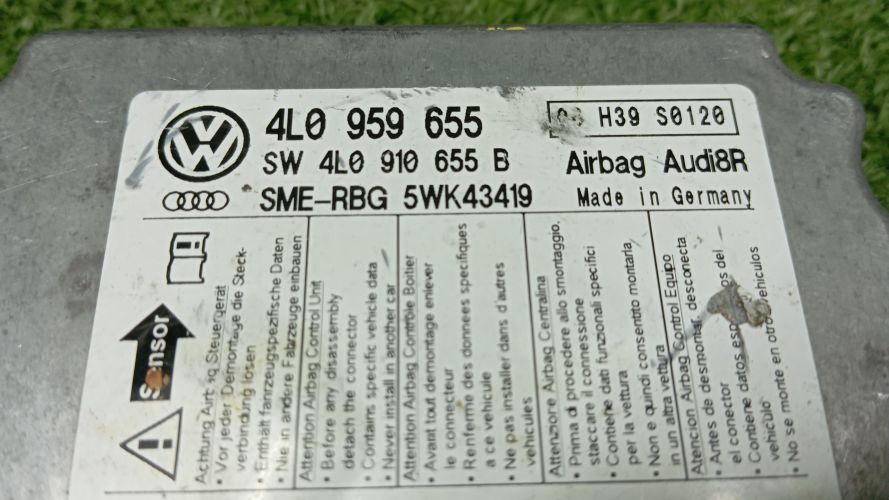 4L0 959 655
H39 S0120
SW 4L0 910 655 B
Airbag Audi8R
SME-RBG 5WK43419
Made in Germany
sensor
Achtung Steuergerät
• Vor jeder Demontage die Steck-
verbindung lösen
• Enthält fahrzeugspezifische Daten
• Nie in andere Fahrzeuge einbauen
Attention Airbag Control Unit
• Before any disassembly
detach the connector
• Contains specific vehicle data
• Never install in another car
Attention Airbag Contrôle Boîtier
• Avant tout démontage enlever
le connecteur
• Renferme des données spécifiques
a ce véhicule
• Ne pas installer dans d'autres
véhicules
Attenzione Airbag Centralina
• Prima di procedere allo smontaggio,
staccare il connessione
• Contiene dati funzionali specifici
per la vettura
• Non e quindi consentito montarla,
in un altra vettura
Atencion Airbag Control Equipo
• Antes de desmontar, desconecta
el conector
• Contiene datos del
vehiculo
• No se monte en otros vehiculos